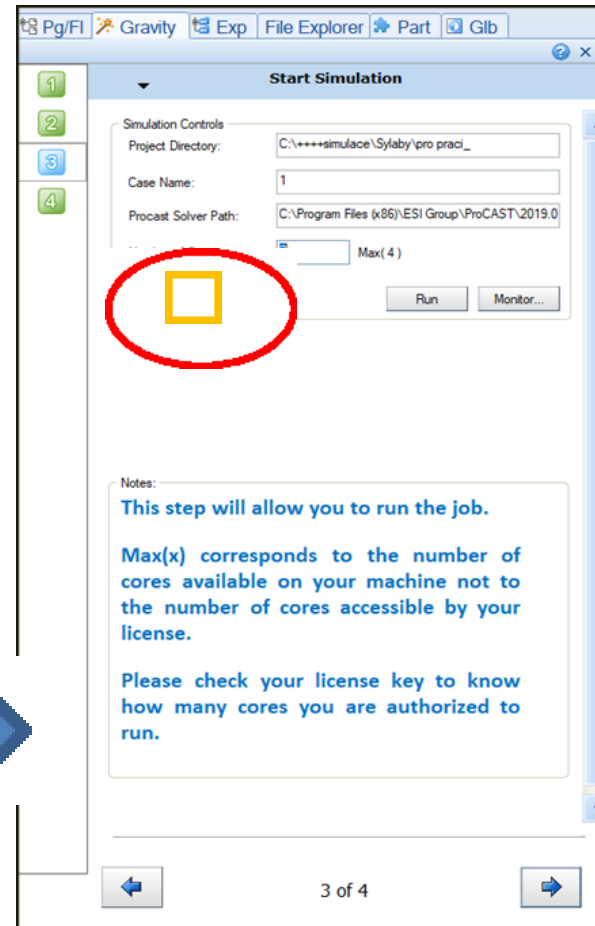 Pg/Fl Gravity Exp File Explorer Part Glb
Start Simulation
1
2
3
4
Simulation Controls
Project Directory: C:\++++simulace\Sylaby\pro praci_
Case Name: 1
Procast Solver Path: C:\Program Files (x86)\ESI Group\ProCAST\2019.0
Max( 4 )
Run Monitor...
Notes:
This step will allow you to run the job.
Max(x) corresponds to the number of
cores available on your machine not to
the number of cores accessible by your
license.
Please check your license key to know
how many cores you are authorized to
run.
3 of 4